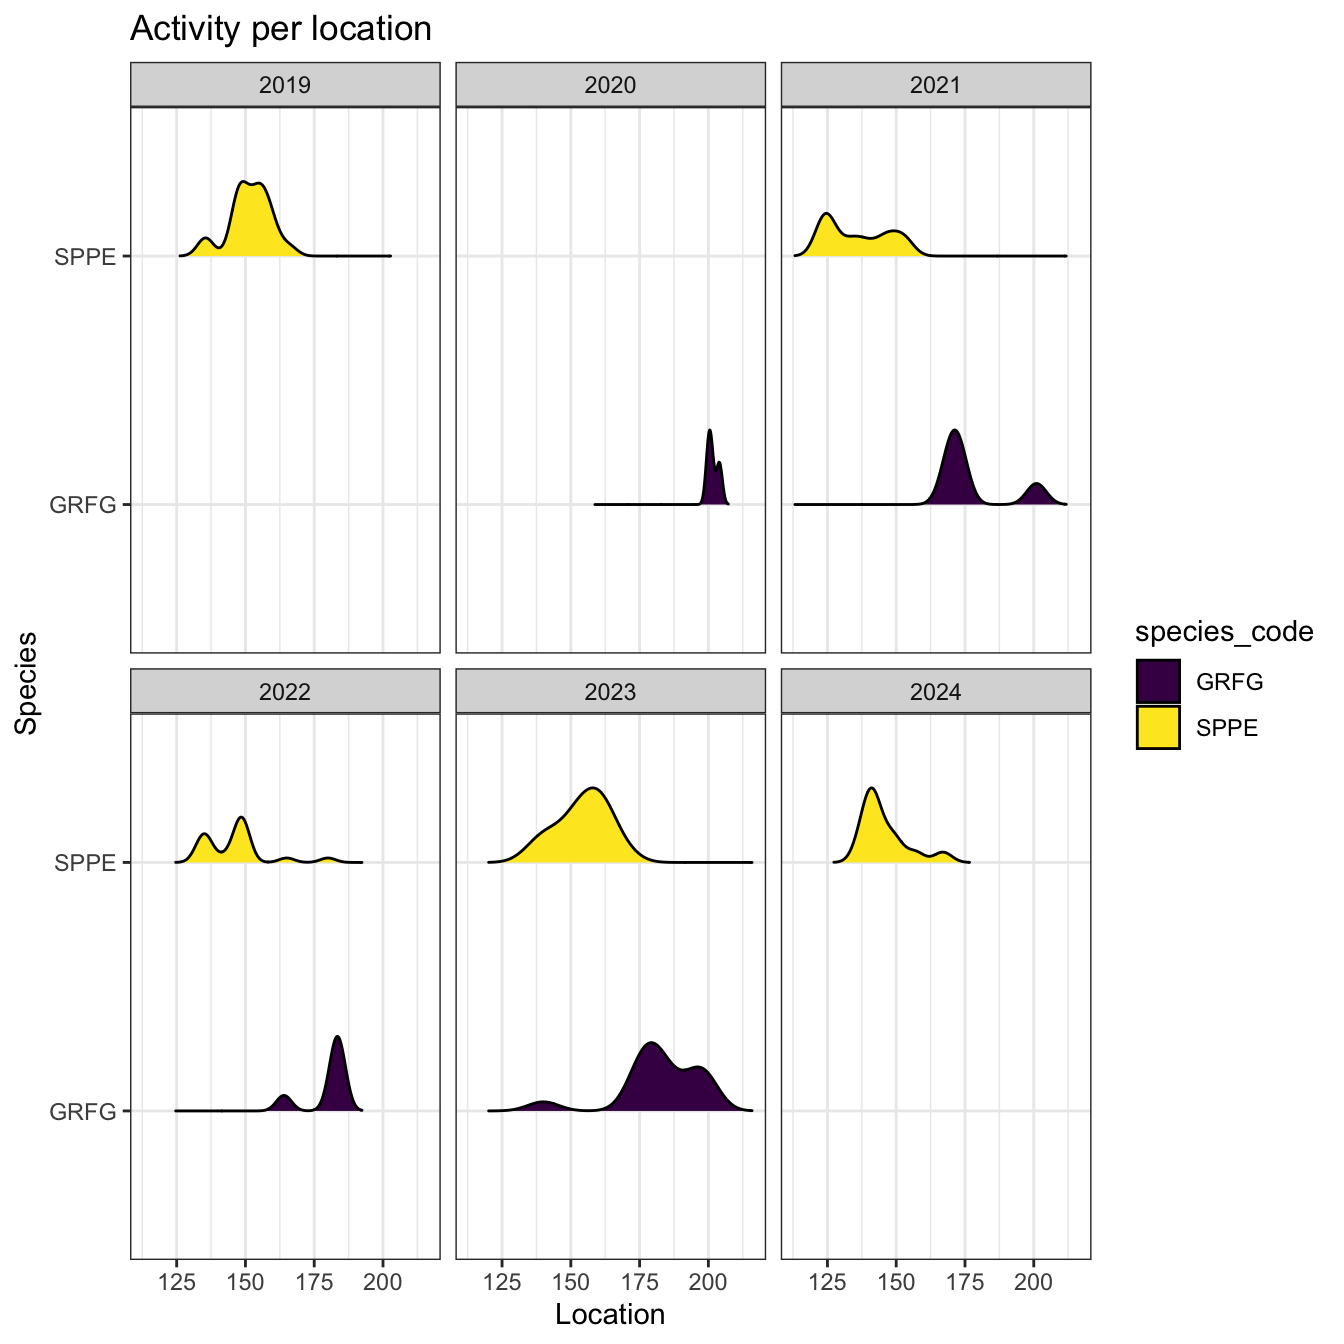 Activity per location
2019 2020 2021
SPPE
GRFG
2022 2023 2024
SPPE
GRFG
125 150 175 200 125 150 175 200 125 150 175 200
Location
Species
species_code
GRFG
SPPE